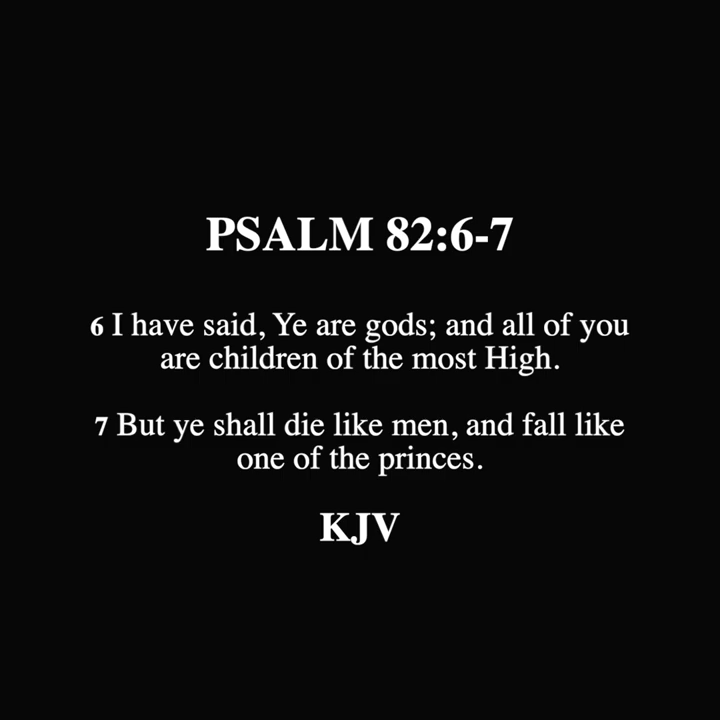 PSALM 82:6-7
6 I have said, Ye are gods; and all of you
are children of the most High.
7 But ye shall die like men, and fall like
one of the princes.
KJV